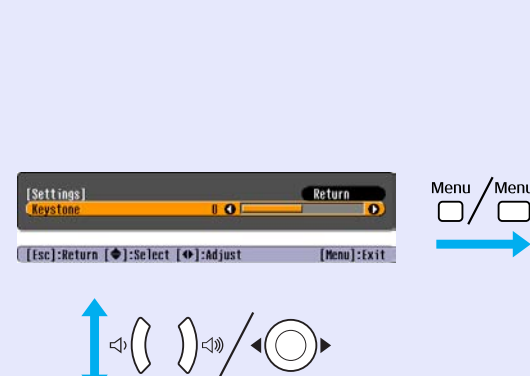 [Settings] Return
Keystone 0
[Esc]:Return [◆]:Select [◀▶]:Adjust [Menu]:Exit
Menu / Menu